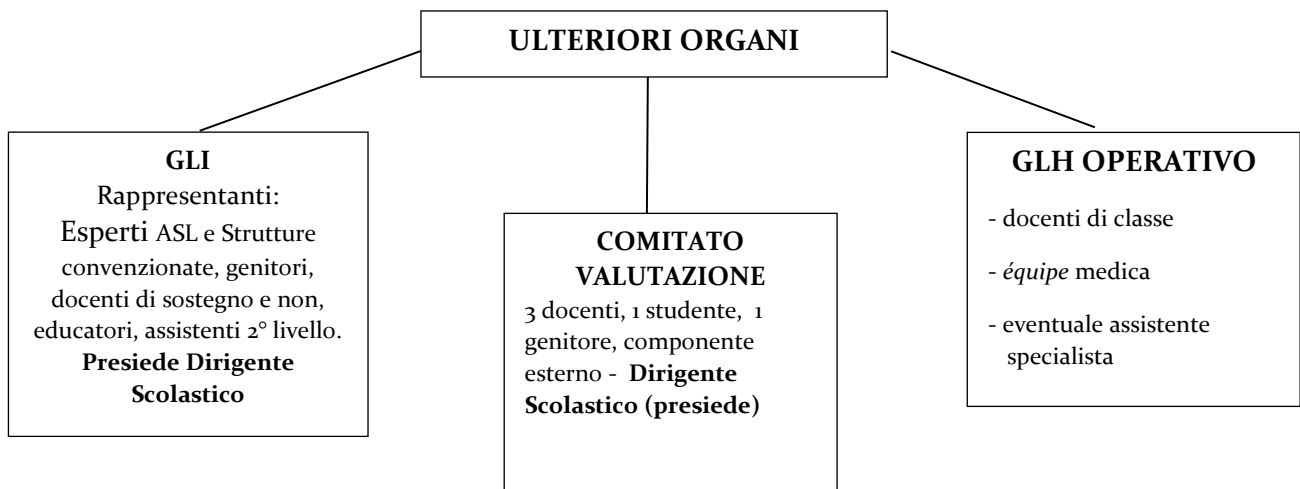 ULTERIORI ORGANI
GLI
Rappresentanti:
Esperti ASL e Strutture
convenzionate, genitori,
docenti di sostegno e non,
educatori, assistenti 2° livello.
Presiede Dirigente
Scolastico
COMITATO
VALUTAZIONE
3 docenti, 1 studente, 1
genitore, componente
esterno - Dirigente
Scolastico (presiede)
GLH OPERATIVO
- docenti di classe
- équipe medica
- eventuale assistente
specialista